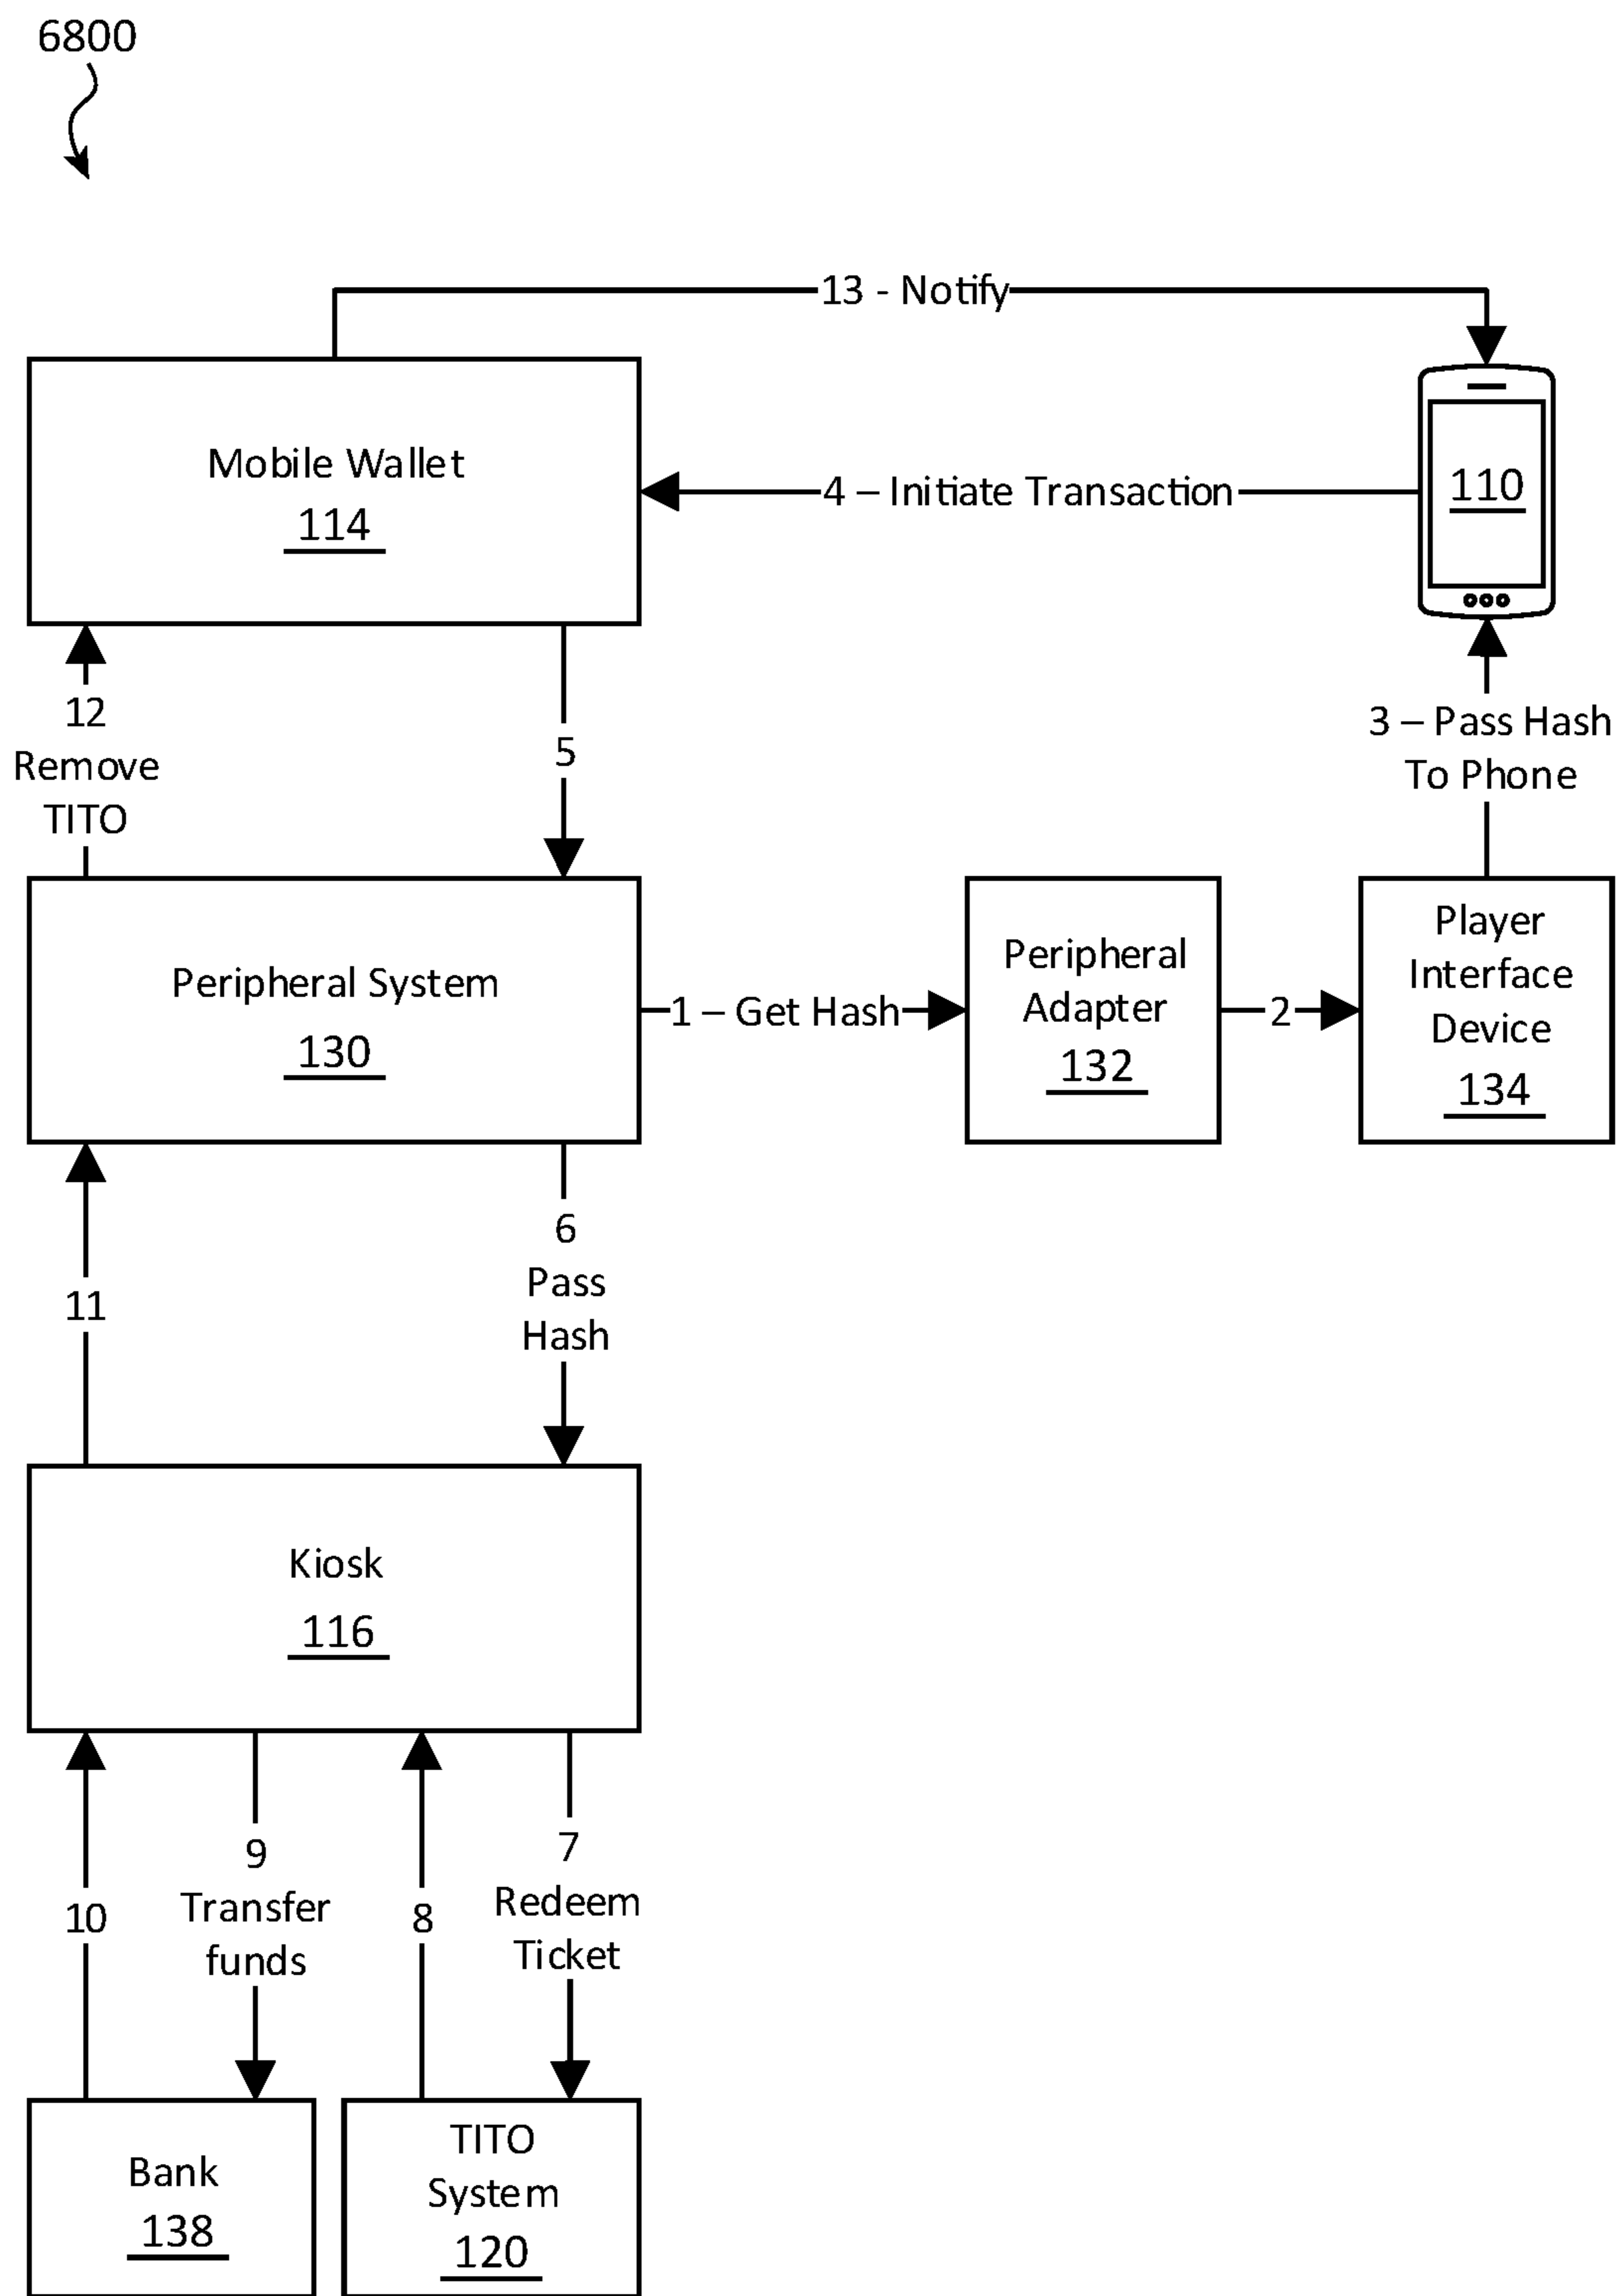 6800
13 - Notify
Mobile Wallet
114
4 – Initiate Transaction
110
12
Remove
TITO
5
3 – Pass Hash
To Phone
Peripheral System
130
1 – Get Hash
Peripheral
Adapter
132
2
Player
Interface
Device
134
11
6
Pass
Hash
Kiosk
116
10
9
Transfer
funds
8
7
Redeem
Ticket
Bank
138
TITO
System
120